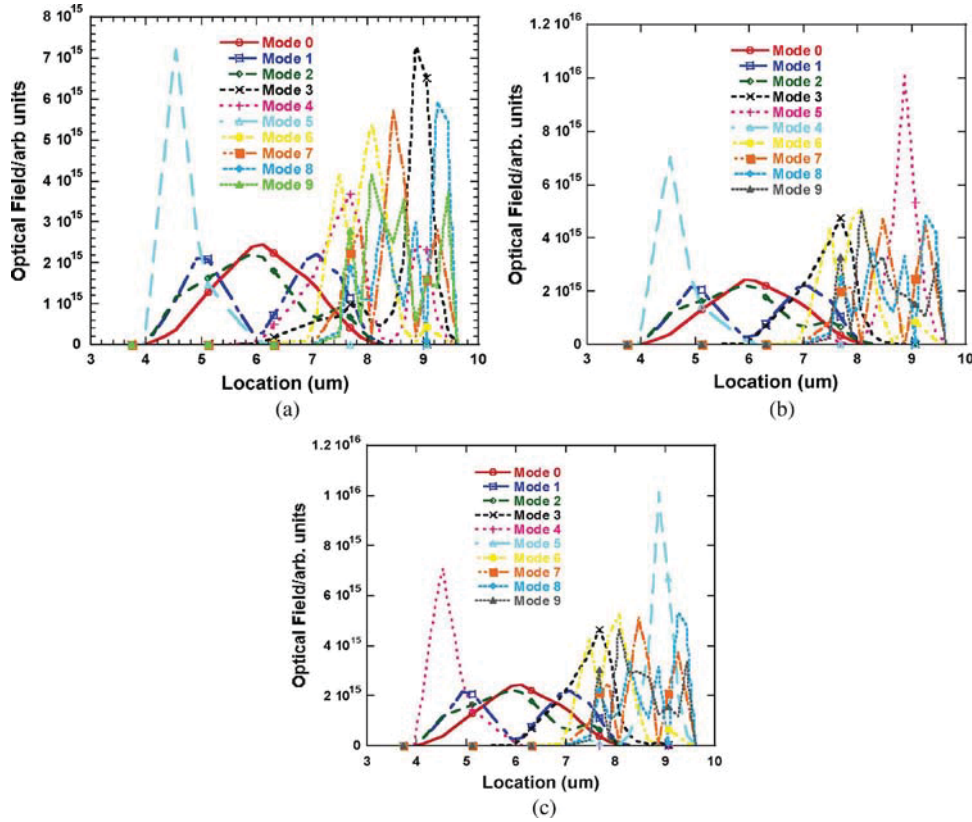 8 10^15
7 10^15
6 10^15
5 10^15
4 10^15
3 10^15
2 10^15
1 10^15
0
Optical Field/arb units
Mode 0
Mode 1
Mode 2
Mode 3
Mode 4
Mode 5
Mode 6
Mode 7
Mode 8
Mode 9
3 4 5 6 7 8 9 10
Location (um)
(a)
1.2 10^16
1 10^16
8 10^15
6 10^15
4 10^15
2 10^15
0
Optical Field/arb. units
Mode 0
Mode 1
Mode 2
Mode 3
Mode 5
Mode 4
Mode 6
Mode 7
Mode 8
Mode 9
3 4 5 6 7 8 9 10
Location (um)
(b)
1.2 10^16
1 10^16
8 10^15
6 10^15
4 10^15
2 10^15
0
Optical Field/arb. units
Mode 0
Mode 1
Mode 2
Mode 3
Mode 4
Mode 5
Mode 6
Mode 7
Mode 8
Mode 9
3 4 5 6 7 8 9 10
Location (um)
(c)